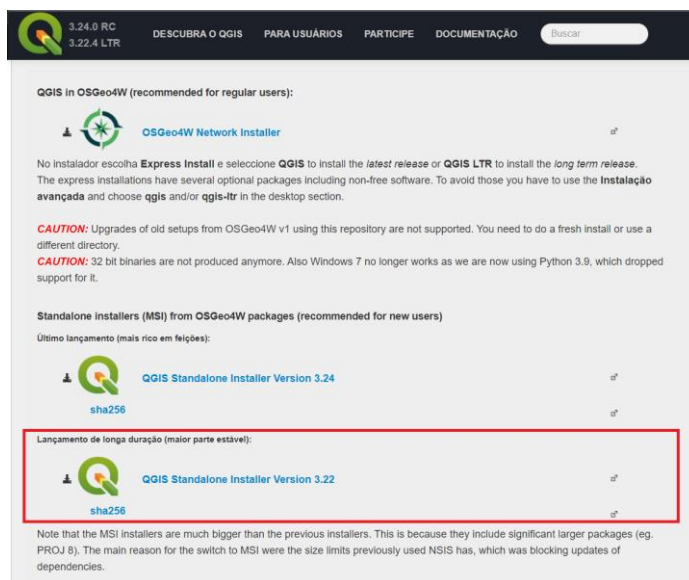 3.24.0 RC
3.22.4 LTR
DESCUBRA O QGIS PARA USUÁRIOS PARTICIPE DOCUMENTAÇÃO Buscar
QGIS in OSGeo4W (recommended for regular users):
OSGeo4W Network Installer
No instalador escolha Express Install e seleccione QGIS to install the latest release or QGIS LTR to install the long term release.
The express installations have several optional packages including non-free software. To avoid those you have to use the Instalação
avançada and choose qgis and/or qgis-ltr in the desktop section.
CAUTION: Upgrades of old setups from OSGeo4W v1 using this repository are not supported. You need to do a fresh install or use a
different directory.
CAUTION: 32 bit binaries are not produced anymore. Also Windows 7 no longer works as we are now using Python 3.9, which dropped
support for it.
Standalone installers (MSI) from OSGeo4W packages (recommended for new users)
Último lançamento (mais rico em feições):
QGIS Standalone Installer Version 3.24
sha256
Lançamento de longa duração (maior parte estável):
QGIS Standalone Installer Version 3.22
sha256
Note that the MSI installers are much bigger than the previous installers. This is because they include significant larger packages (eg.
PROJ 8). The main reason for the switch to MSI were the size limits previously used NSIS has, which was blocking updates of
dependencies.